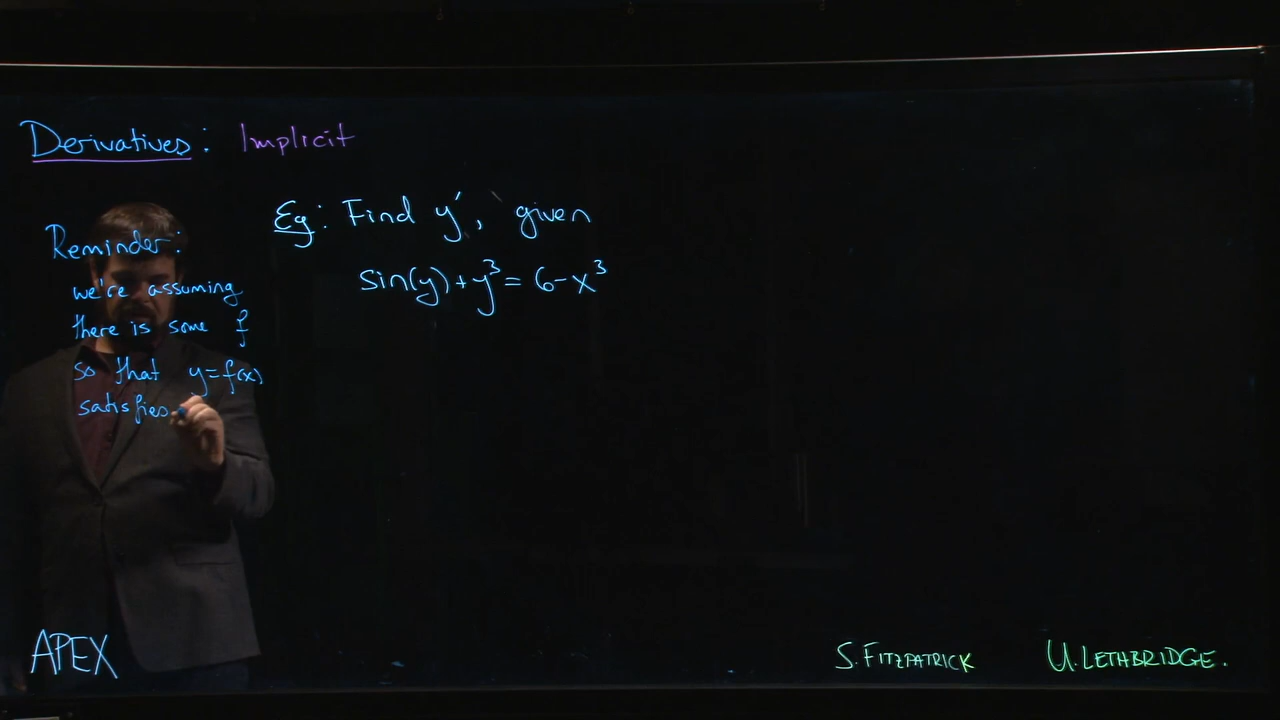 Derivatives: Implicit
Eg: Find y', given
sin(y)+y³ = 6-x³
Reminder:
we're assuming
there is some f
so that y=f(x)
satisfies
APEX
S. FITZPATRICK
U. LETHBRIDGE.